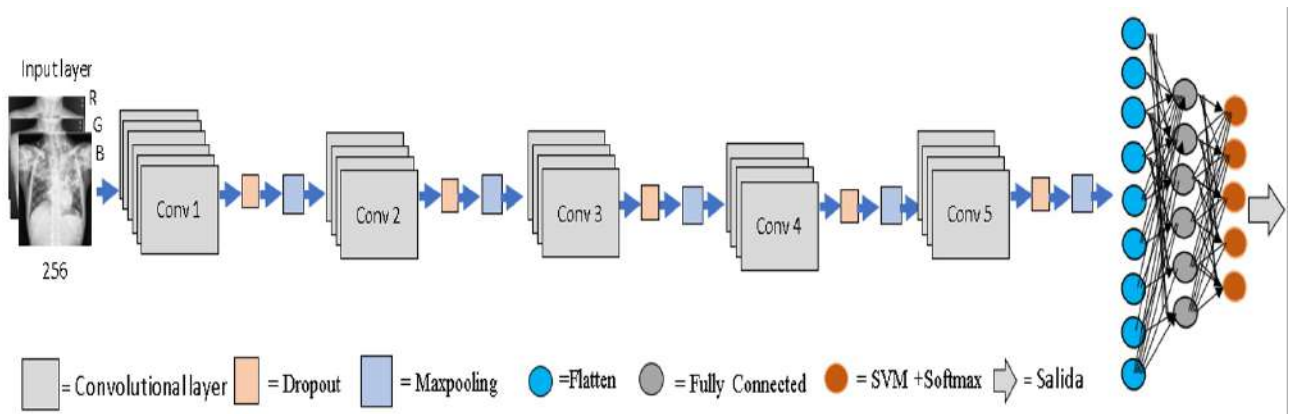 Input layer
R
G
B
256
Conv 1
Conv 2
Conv 3
Conv 4
Conv 5
= Convolutional layer
= Dropout
= Maxpooling
=Flatten
= Fully Connected
= SVM +Softmax
= Salida